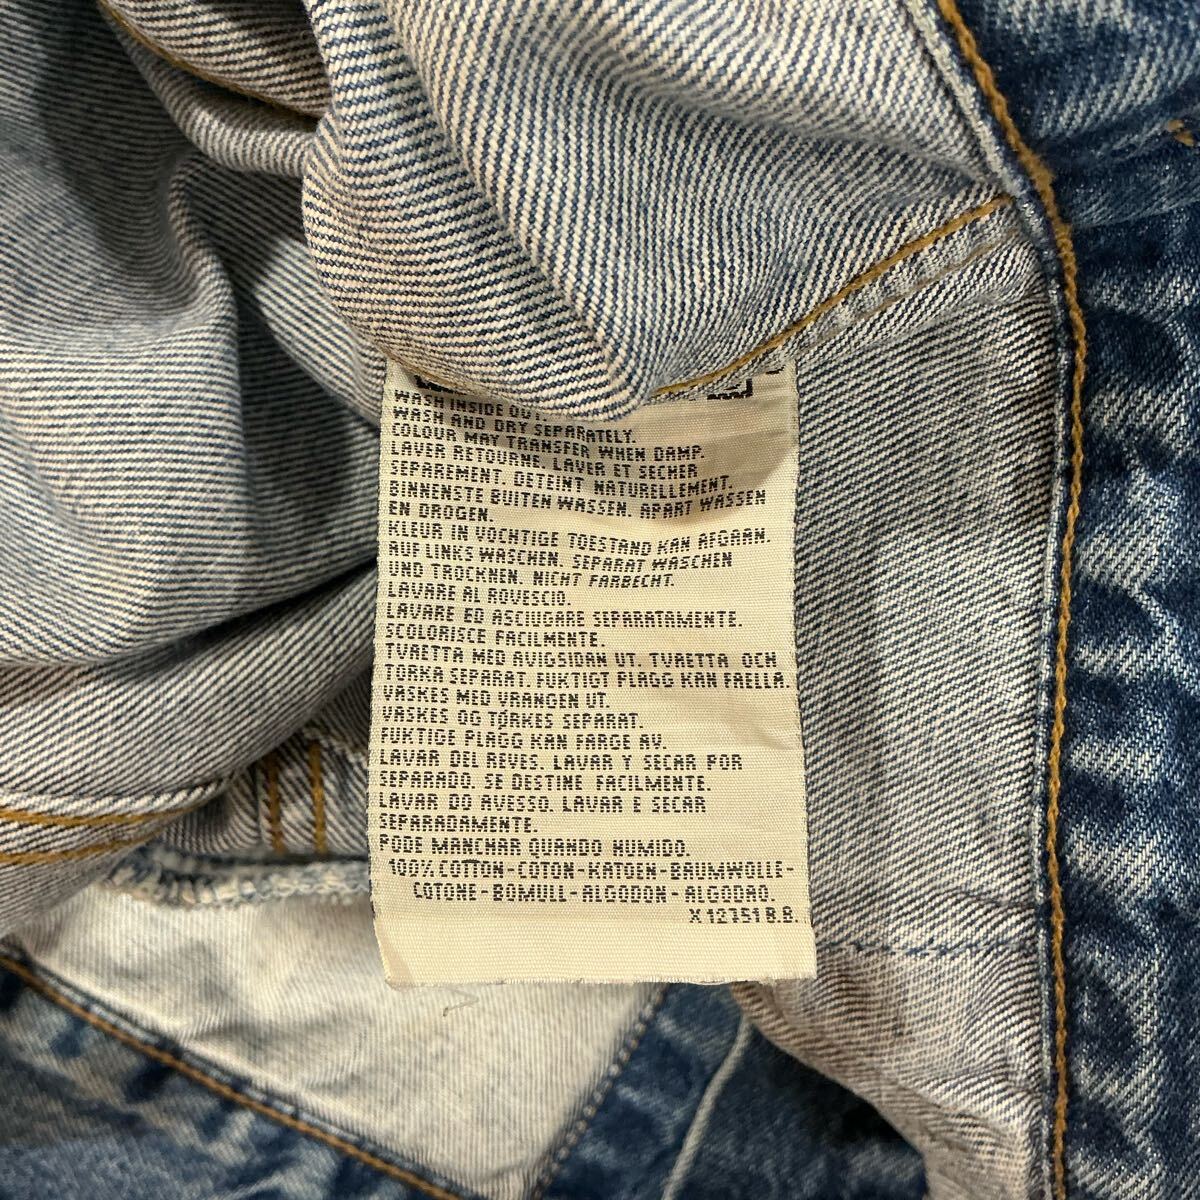 WASH INSIDE OUT.
WASH AND DRY SEPARATELY.
COLOUR MAY TRANSFER WHEN DAMP.
LAVER RETOURNE. LAVER ET SECHER
SEPAREMENT. DETEINT NATURELLEMENT.
BINNENSTE BUITEN WASSEN. APART WASSEN
EN DROGEN.
KLEUR IN VOCHTIGE TOESTAND KAN AFGAAN.
AUF LINKS WASCHEN. SEPARAT WASCHEN
UND TROCKNEN. NICHT FARBECHT.
LAVARE AL ROVESCIO.
LAVARE ED ASCIUGARE SEPARATAMENTE.
SCOLORISCE FACILMENTE.
TVAETTA MED AVIGSIDAN UT. TVAETTA OCH
TORKA SEPARAT. FUKTIGT PLAGG KAN FAELLA.
VASKES MED VRANGEN UT.
VASKES OG TØRKES SEPARAT.
FUKTIGE PLAGG KAN FARGE AV.
LAVAR DEL REVES. LAVAR Y SECAR POR
SEPARADO. SE DESTINE FACILMENTE.
LAVAR DO AVESSO. LAVAR E SECAR
SEPARADAMENTE.
PODE MANCHAR QUANDO HUMIDO.
100% COTTON-COTON-KATOEN-BAUMWOLLE-
COTONE-BOMULL-ALGODON-ALGODAO.
X 12751 B.B.